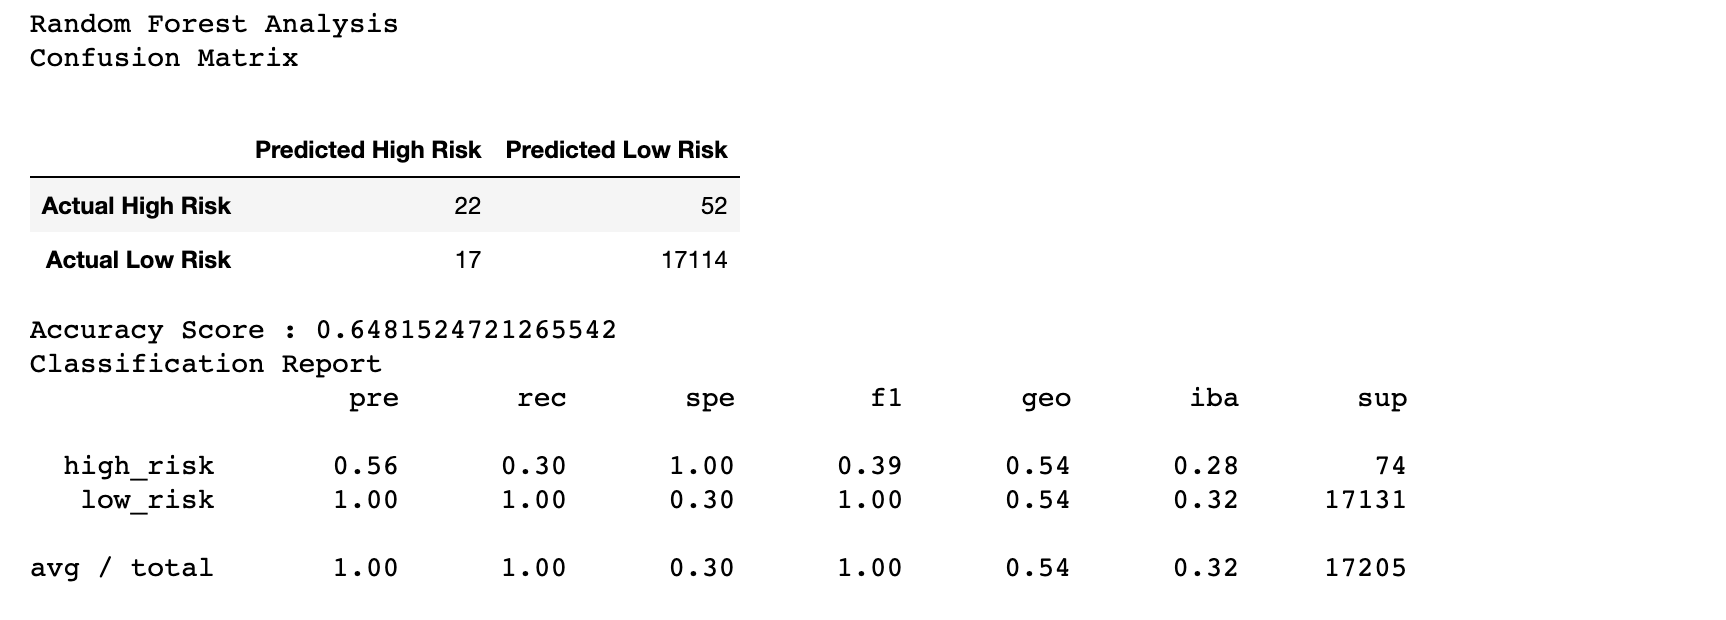 Random Forest Analysis
Confusion Matrix
Predicted High Risk Predicted Low Risk
Actual High Risk 22 52
Actual Low Risk 17 17114
Accuracy Score : 0.6481524721265542
Classification Report
pre rec spe f1 geo iba sup
high_risk 0.56 0.30 1.00 0.39 0.54 0.28 74
low_risk 1.00 1.00 0.30 1.00 0.54 0.32 17131
avg / total 1.00 1.00 0.30 1.00 0.54 0.32 17205